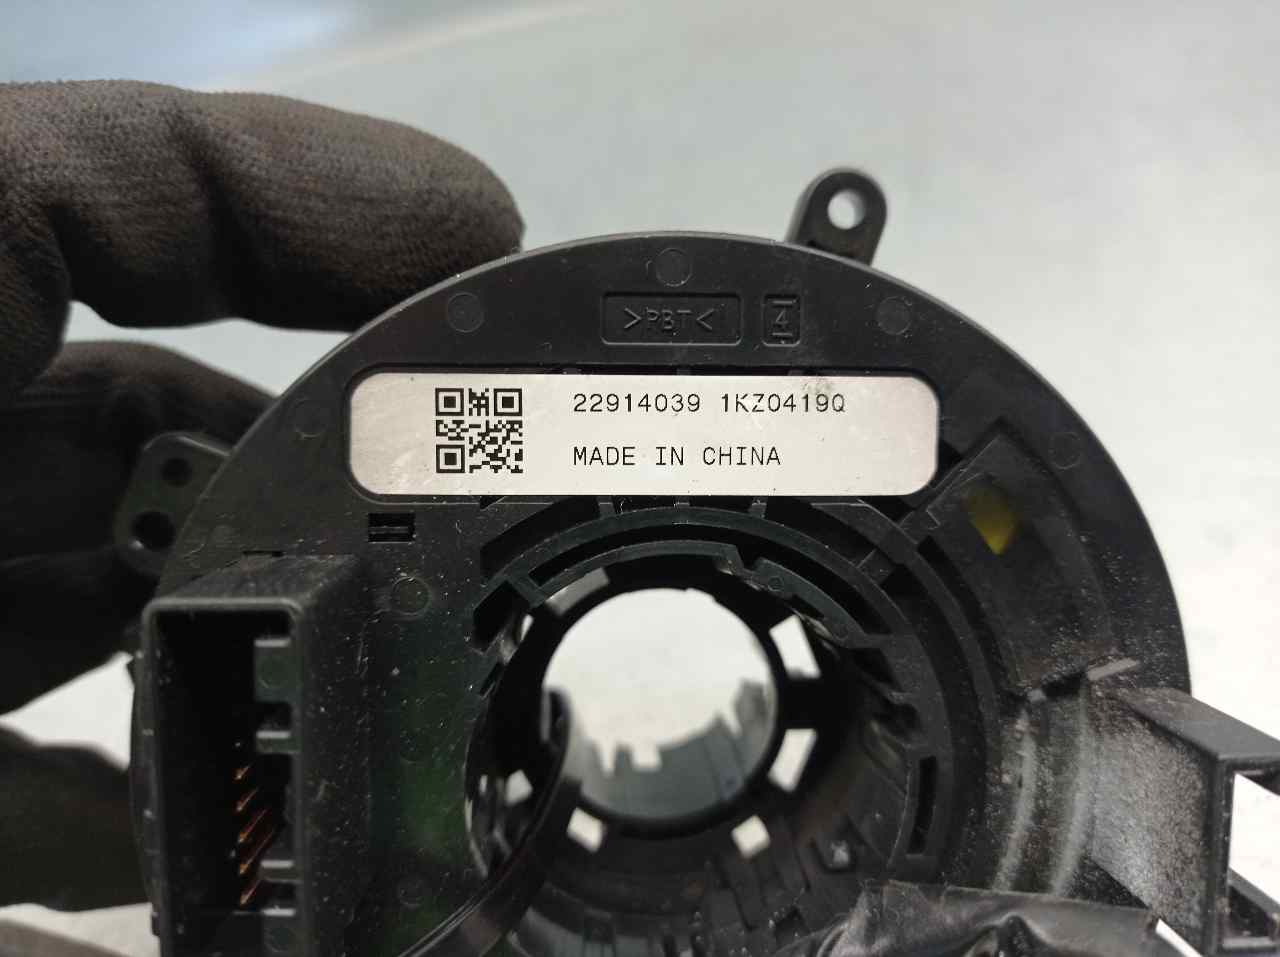 >PBT< 4
22914039 1KZ0419Q
MADE IN CHINA